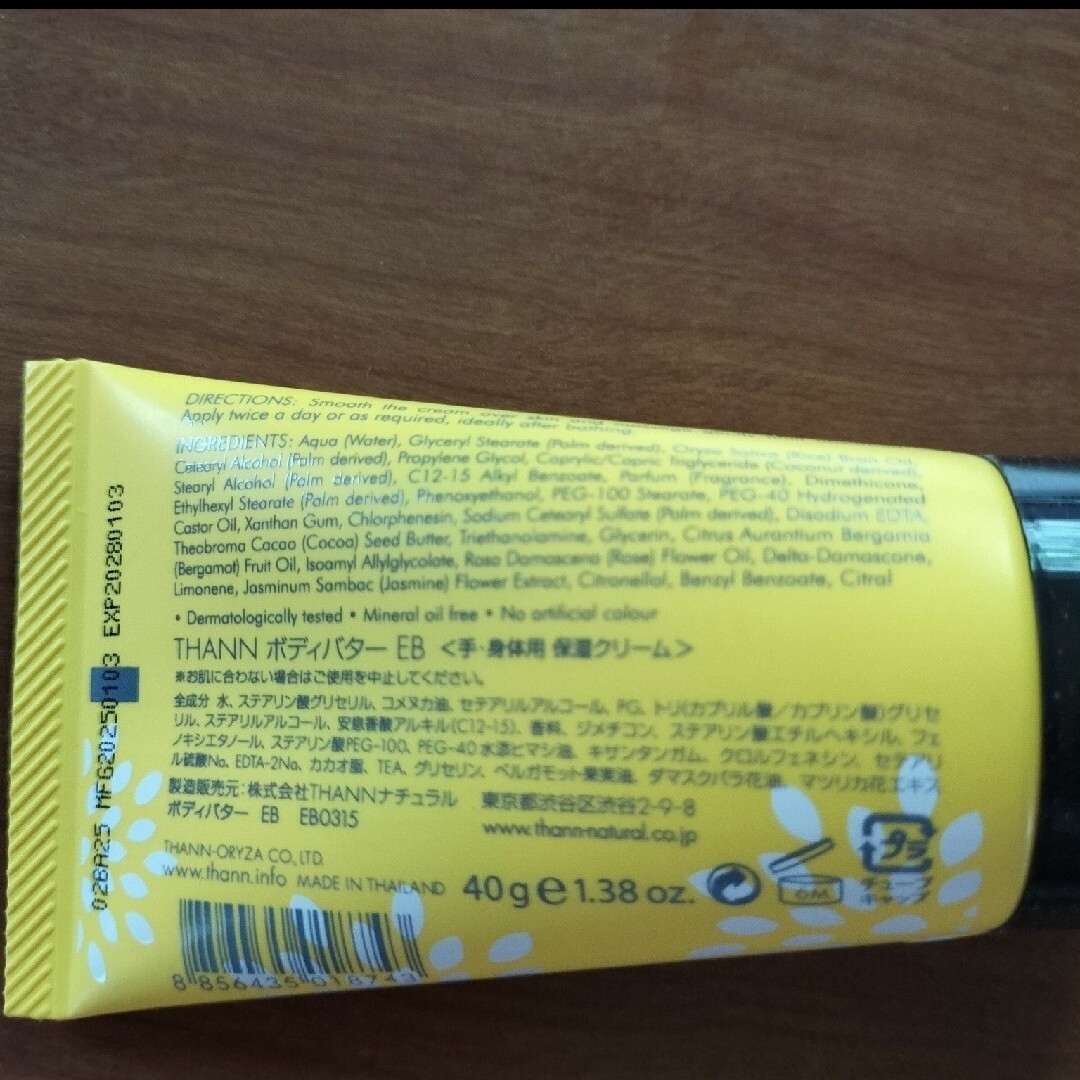 DIRECTIONS: Smooth the cream over skin and
Apply twice a day or as required, ideally after bathing.
INGREDIENTS: Aqua (Water), Glyceryl Stearate (Palm derived), Oryza Sativa (Rice) Bran Oil,
Cetearyl Alcohol (Palm derived), Propylene Glycol, Caprylic/Capric Triglyceride (Coconut derived),
Stearyl Alcohol (Palm derived), C12-15 Alkyl Benzoate, Parfum (Fragrance), Dimethicone,
Ethylhexyl Stearate (Palm derived), Phenoxyethanol, PEG-100 Stearate, PEG-40 Hydrogenated
Castor Oil, Xanthan Gum, Chlorphenesin, Sodium Cetearyl Sulfate (Palm derived), Disodium EDTA,
Theobroma Cacao (Cocoa) Seed Butter, Triethanolamine, Glycerin, Citrus Aurantium Bergamia
(Bergamot) Fruit Oil, Isoamyl Allylglycolate, Rosa Damascena (Rose) Flower Oil, Delta-Damascone,
Limonene, Jasminum Sambac (Jasmine) Flower Extract, Citronellol, Benzyl Benzoate, Citral
• Dermatologically tested • Mineral oil free • No artificial colour
THANN ボディバター EB <手・身体用 保湿クリーム>
※お肌に合わない場合はご使用を中止してください。
全成分 水、ステアリン酸グリセリル、コメヌカ油、セテアリルアルコール、PG、トリ(カプリル酸/カプリン酸)グリセ
リル、ステアリルアルコール、安息香酸アルキル(C12-15)、香料、ジメチコン、ステアリン酸エチルヘキシル、フェ
ノキシエタノール、ステアリン酸PEG-100、PEG-40水添ヒマシ油、キサンタンガム、クロルフェネシン、セテアリ
ル硫酸Na、EDTA-2Na、カカオ脂、TEA、グリセリン、ベルガモット果実油、ダマスクバラ花油、マツリカ花エキス
製造販売元:株式会社THANNナチュラル 東京都渋谷区渋谷2-9-8
ボディバター EB EB0315 www.thann-natural.co.jp
THANN-ORYZA CO., LTD.
www.thann.info MADE IN THAILAND 40g e 1.38 oz.
6M
プラ
チューブ
キャップ
8 856435 018743
02BA25 MFG20250103 EXP20280103